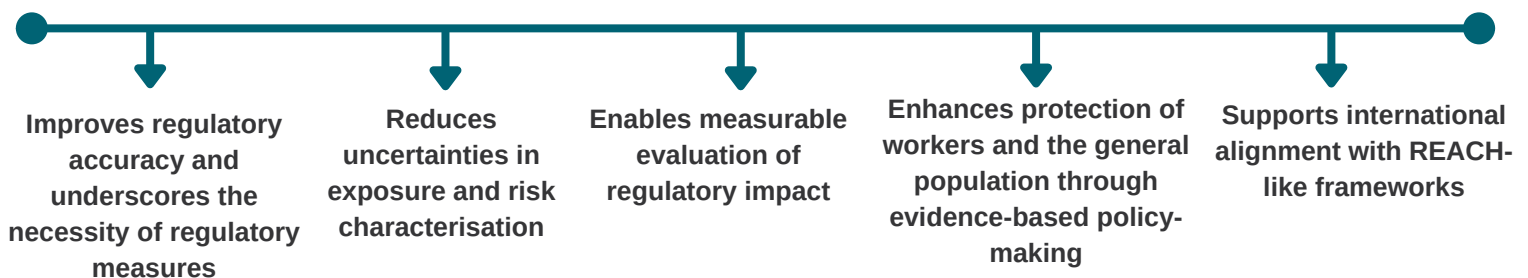 Improves regulatory
accuracy and
underscores the
necessity of regulatory
measures
Reduces
uncertainties in
exposure and risk
characterisation
Enables measurable
evaluation of
regulatory impact
Enhances protection of
workers and the general
population through
evidence-based policy-
making
Supports international
alignment with REACH-
like frameworks